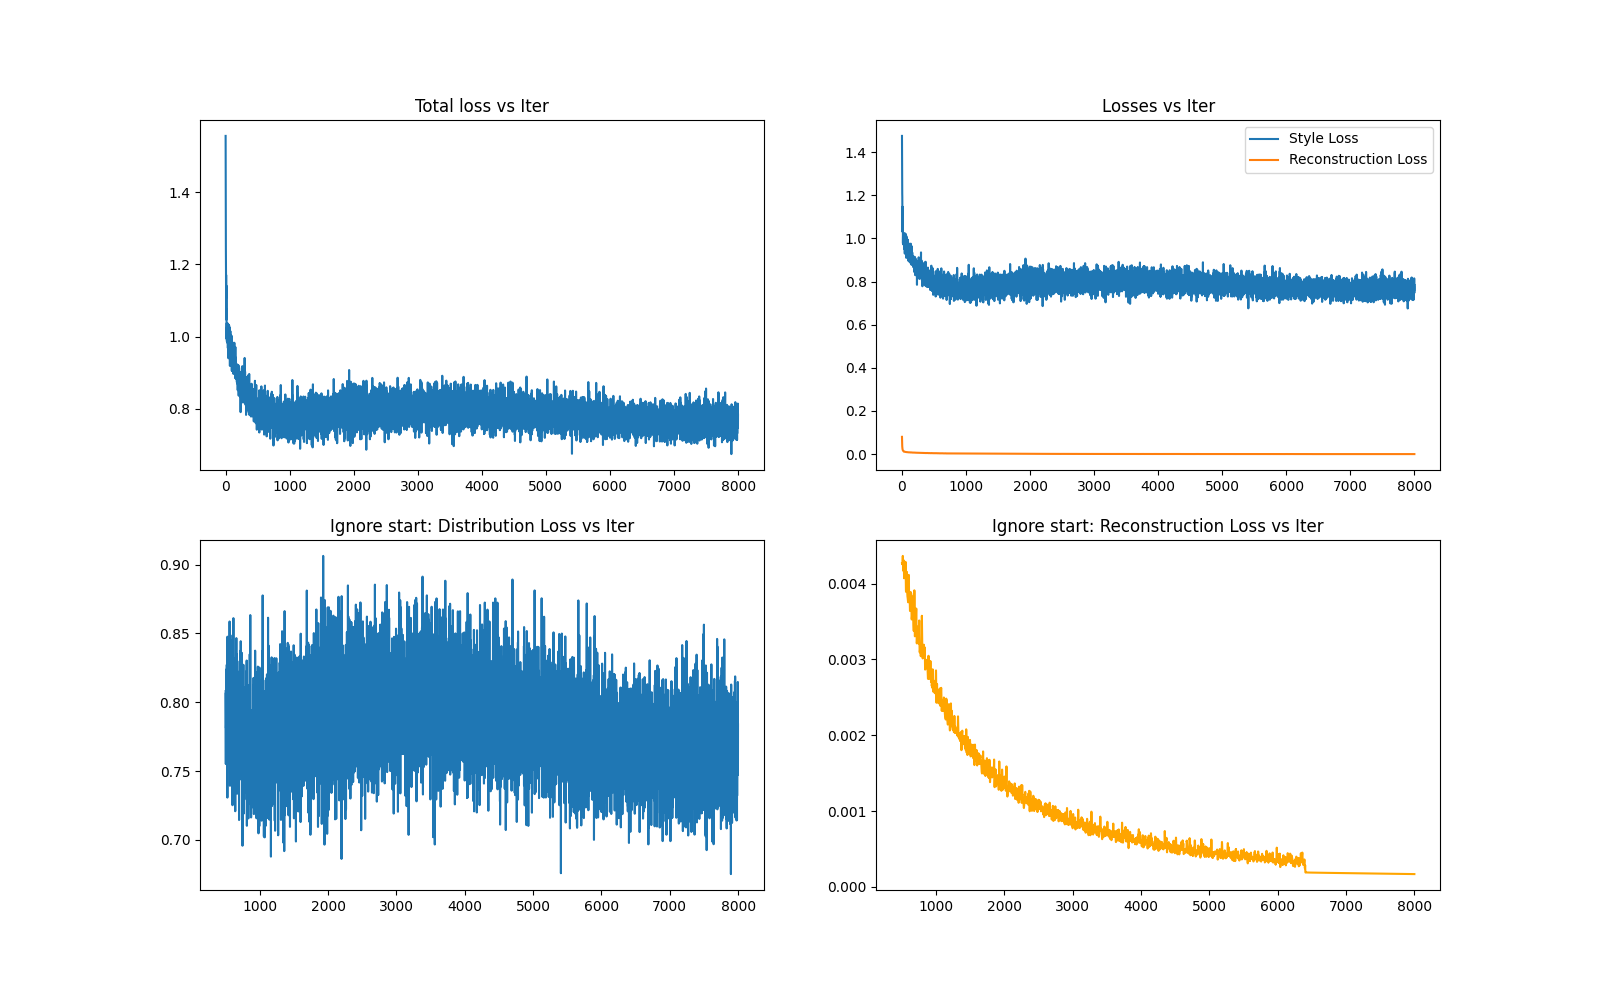 Total loss vs Iter
1.4
1.2
1.0
0.8
0 1000 2000 3000 4000 5000 6000 7000 8000
Losses vs Iter
Style Loss
Reconstruction Loss
1.4
1.2
1.0
0.8
0.6
0.4
0.2
0.0
0 1000 2000 3000 4000 5000 6000 7000 8000
Ignore start: Distribution Loss vs Iter
0.90
0.85
0.80
0.75
0.70
1000 2000 3000 4000 5000 6000 7000 8000
Ignore start: Reconstruction Loss vs Iter
0.004
0.003
0.002
0.001
0.000
1000 2000 3000 4000 5000 6000 7000 8000